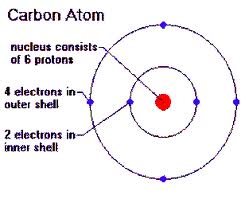 Carbon Atom
nucleus consists
of 6 protons
4 electrons in
outer shell
2 electrons in
inner shell